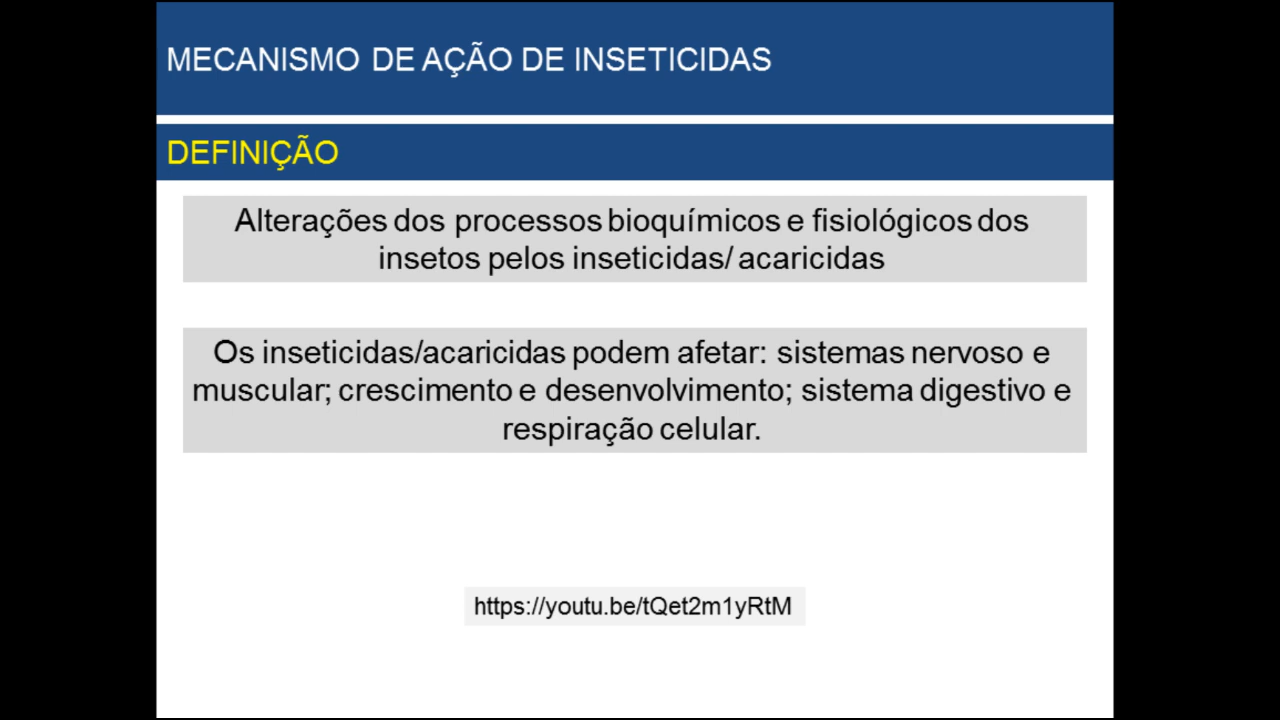 MECANISMO DE AÇÃO DE INSETICIDAS
DEFINIÇÃO
Alterações dos processos bioquímicos e fisiológicos dos
insetos pelos inseticidas/ acaricidas
Os inseticidas/acaricidas podem afetar: sistemas nervoso e
muscular; crescimento e desenvolvimento; sistema digestivo e
respiração celular.
https://youtu.be/tQet2m1yRtM